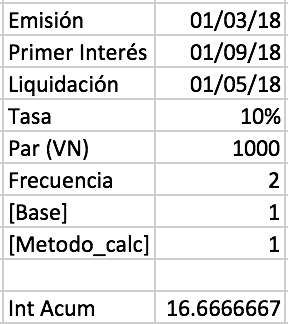 Emisión 01/03/18
Primer Interés 01/09/18
Liquidación 01/05/18
Tasa 10%
Par (VN) 1000
Frecuencia 2
[Base] 1
[Metodo_calc] 1
Int Acum 16.6666667